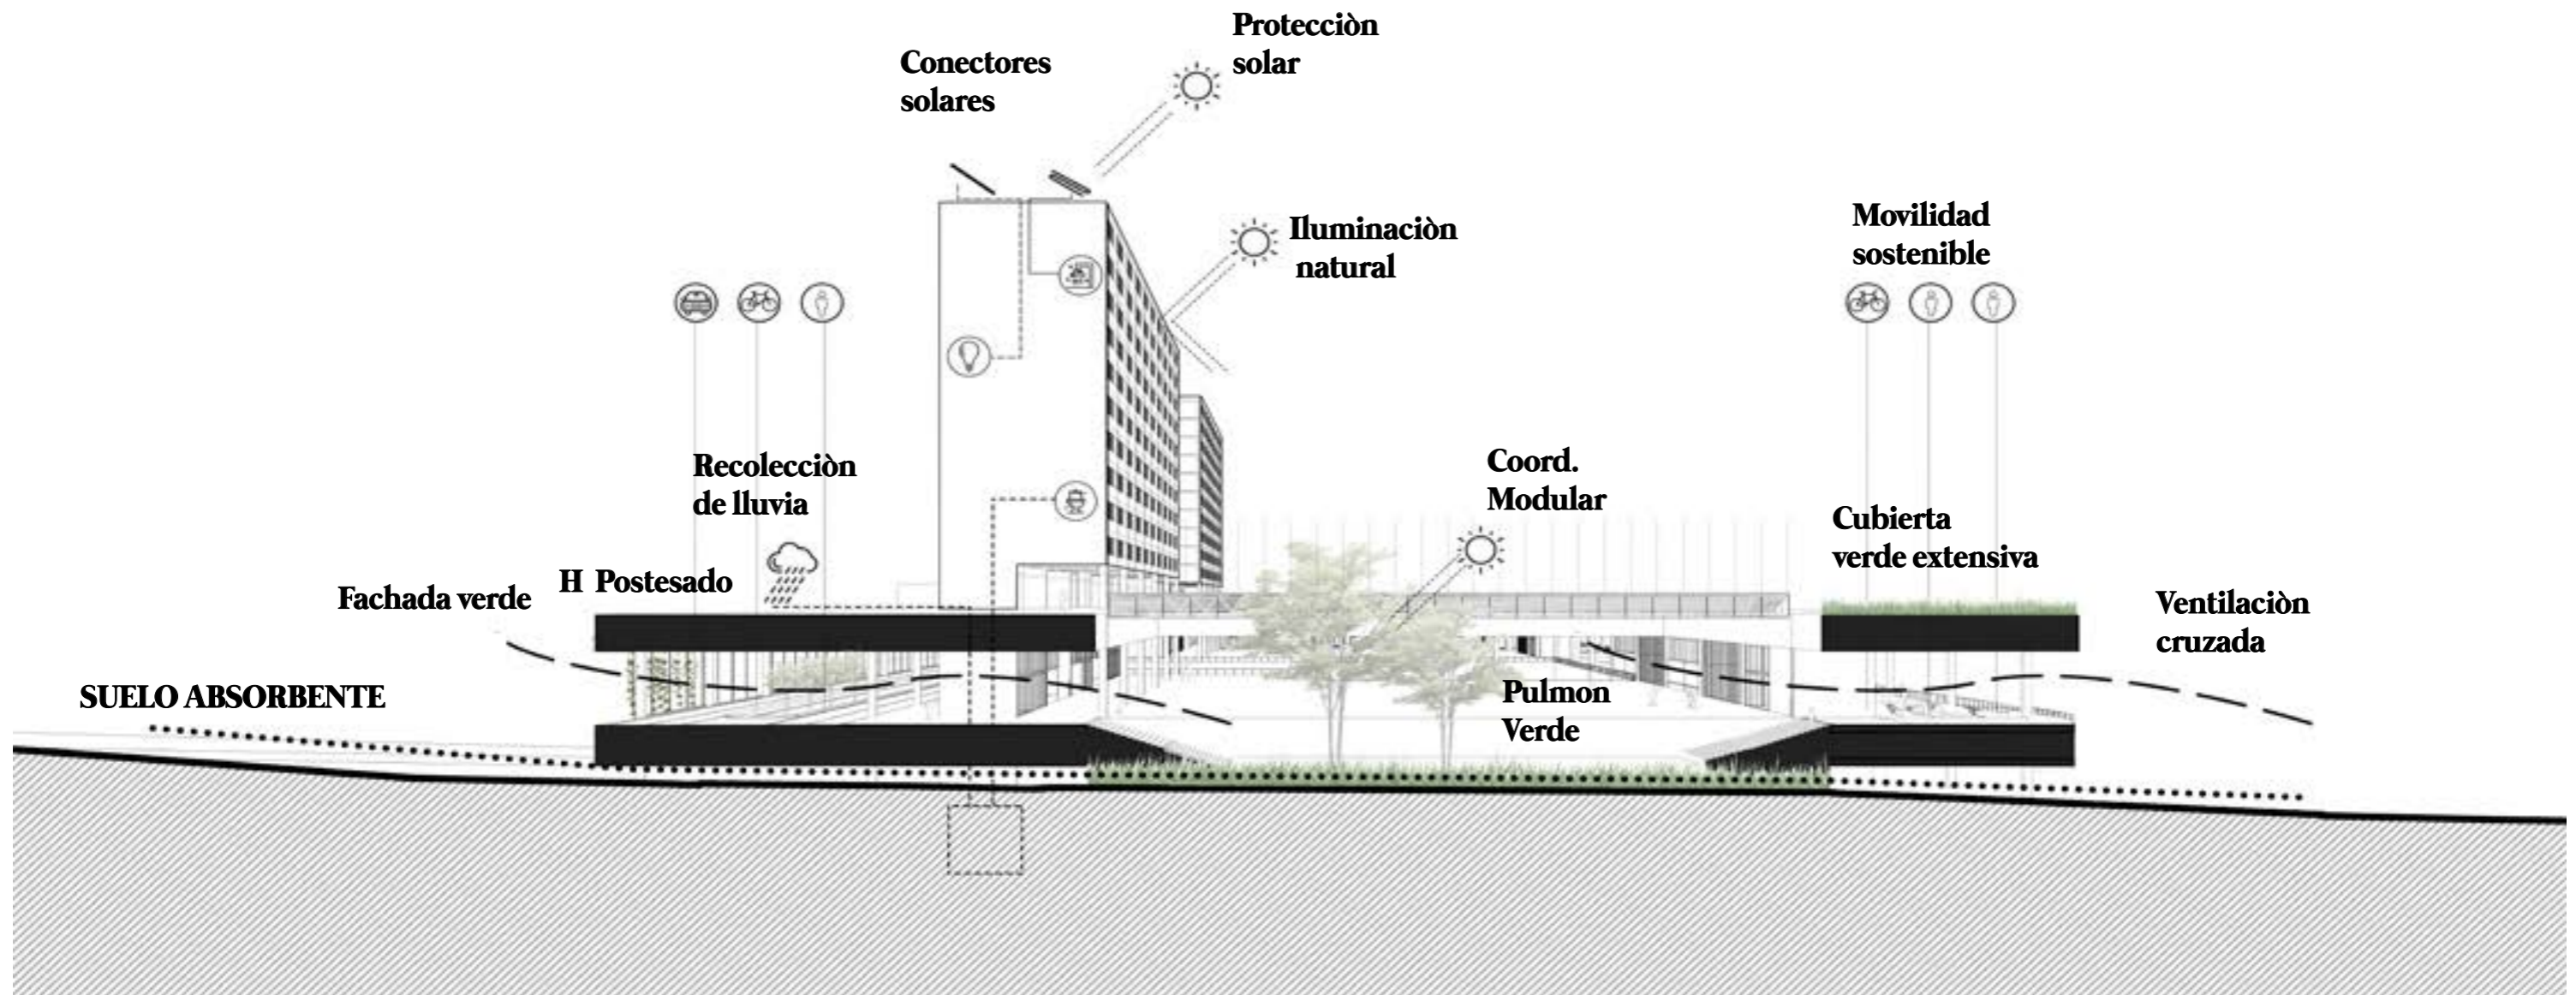 Protecciòn
solar
Conectores
solares
Iluminaciòn
natural
Movilidad
sostenible
Recolecciòn
de lluvia
Coord.
Modular
Cubierta
verde extensiva
H Postesado
Fachada verde
Ventilaciòn
cruzada
SUELO ABSORBENTE
Pulmon
Verde